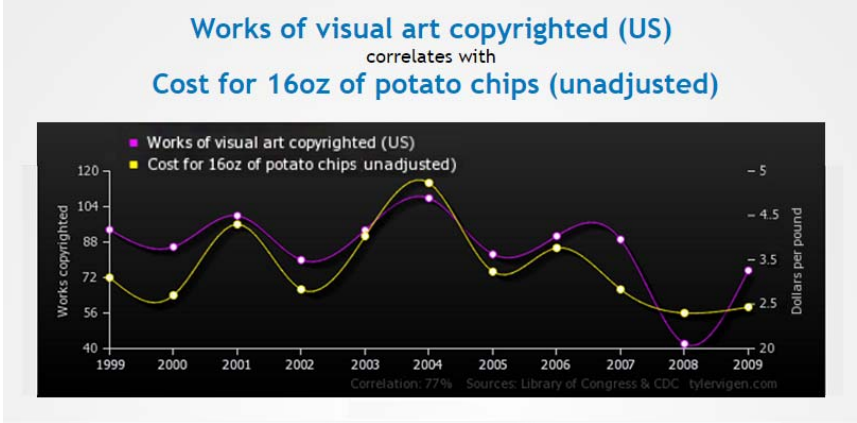 Works of visual art copyrighted (US)
correlates with
Cost for 16oz of potato chips (unadjusted)
Works of visual art copyrighted (US)
Cost for 16oz of potato chips unadjusted)
120
104
88
72
56
40
Works copyrighted
5
4.5
3.5
2.5
20
Dollars per pound
1999 2000 2001 2002 2003 2004 2005 2006 2007 2008 2009
Correlation: 77% Sources: Library of Congress & CDC tylervigen.com